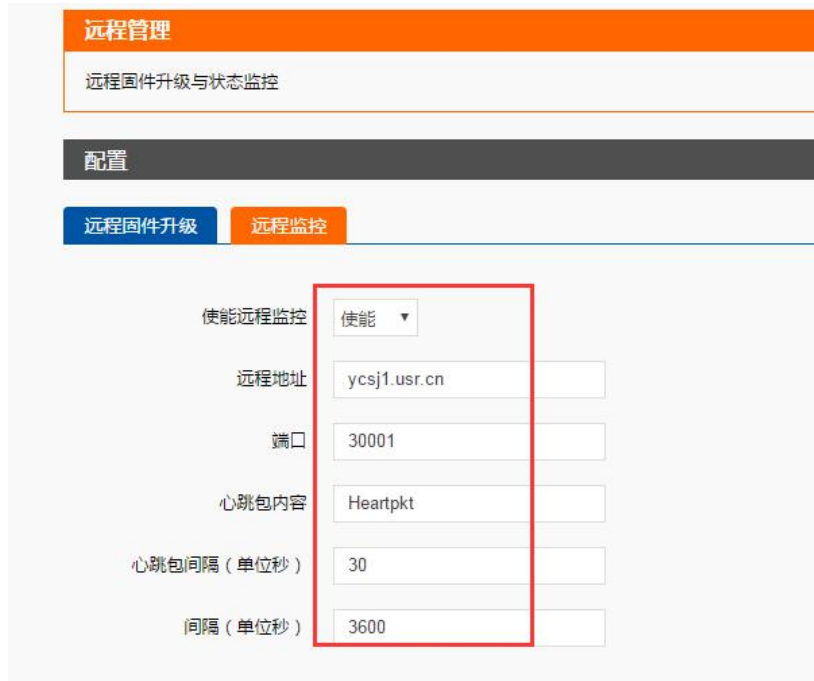 远程管理
远程固件升级与状态监控
配置
远程固件升级 远程监控
使能远程监控 使能
远程地址 ycsj1.usr.cn
端口 30001
心跳包内容 Heartpkt
心跳包间隔（单位秒） 30
间隔（单位秒） 3600